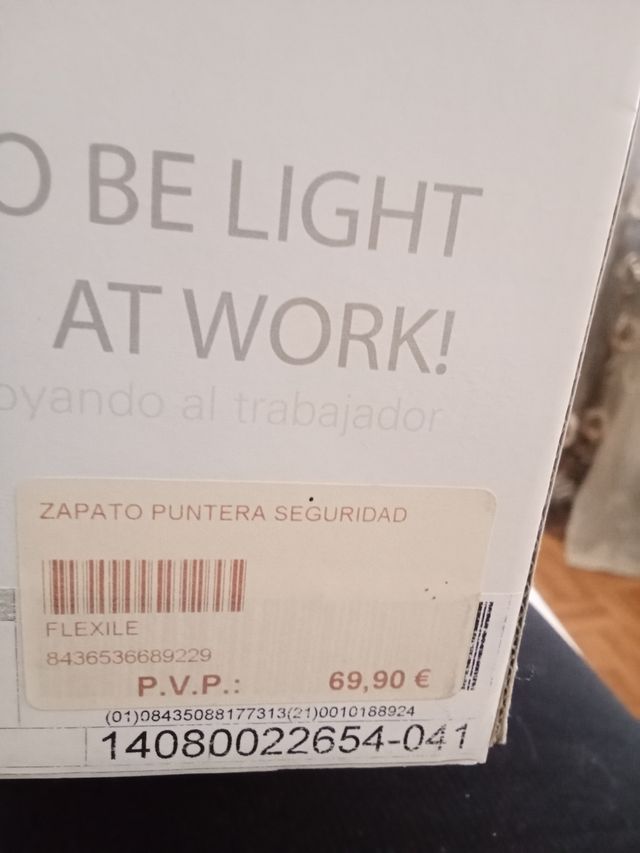 O BE LIGHT
AT WORK!
oyando al trabajador
ZAPATO PUNTERA SEGURIDAD
FLEXILE
8436536689229
P.V.P.: 69,90 €
(01)08435088177313(21)0010188924
14080022654-041